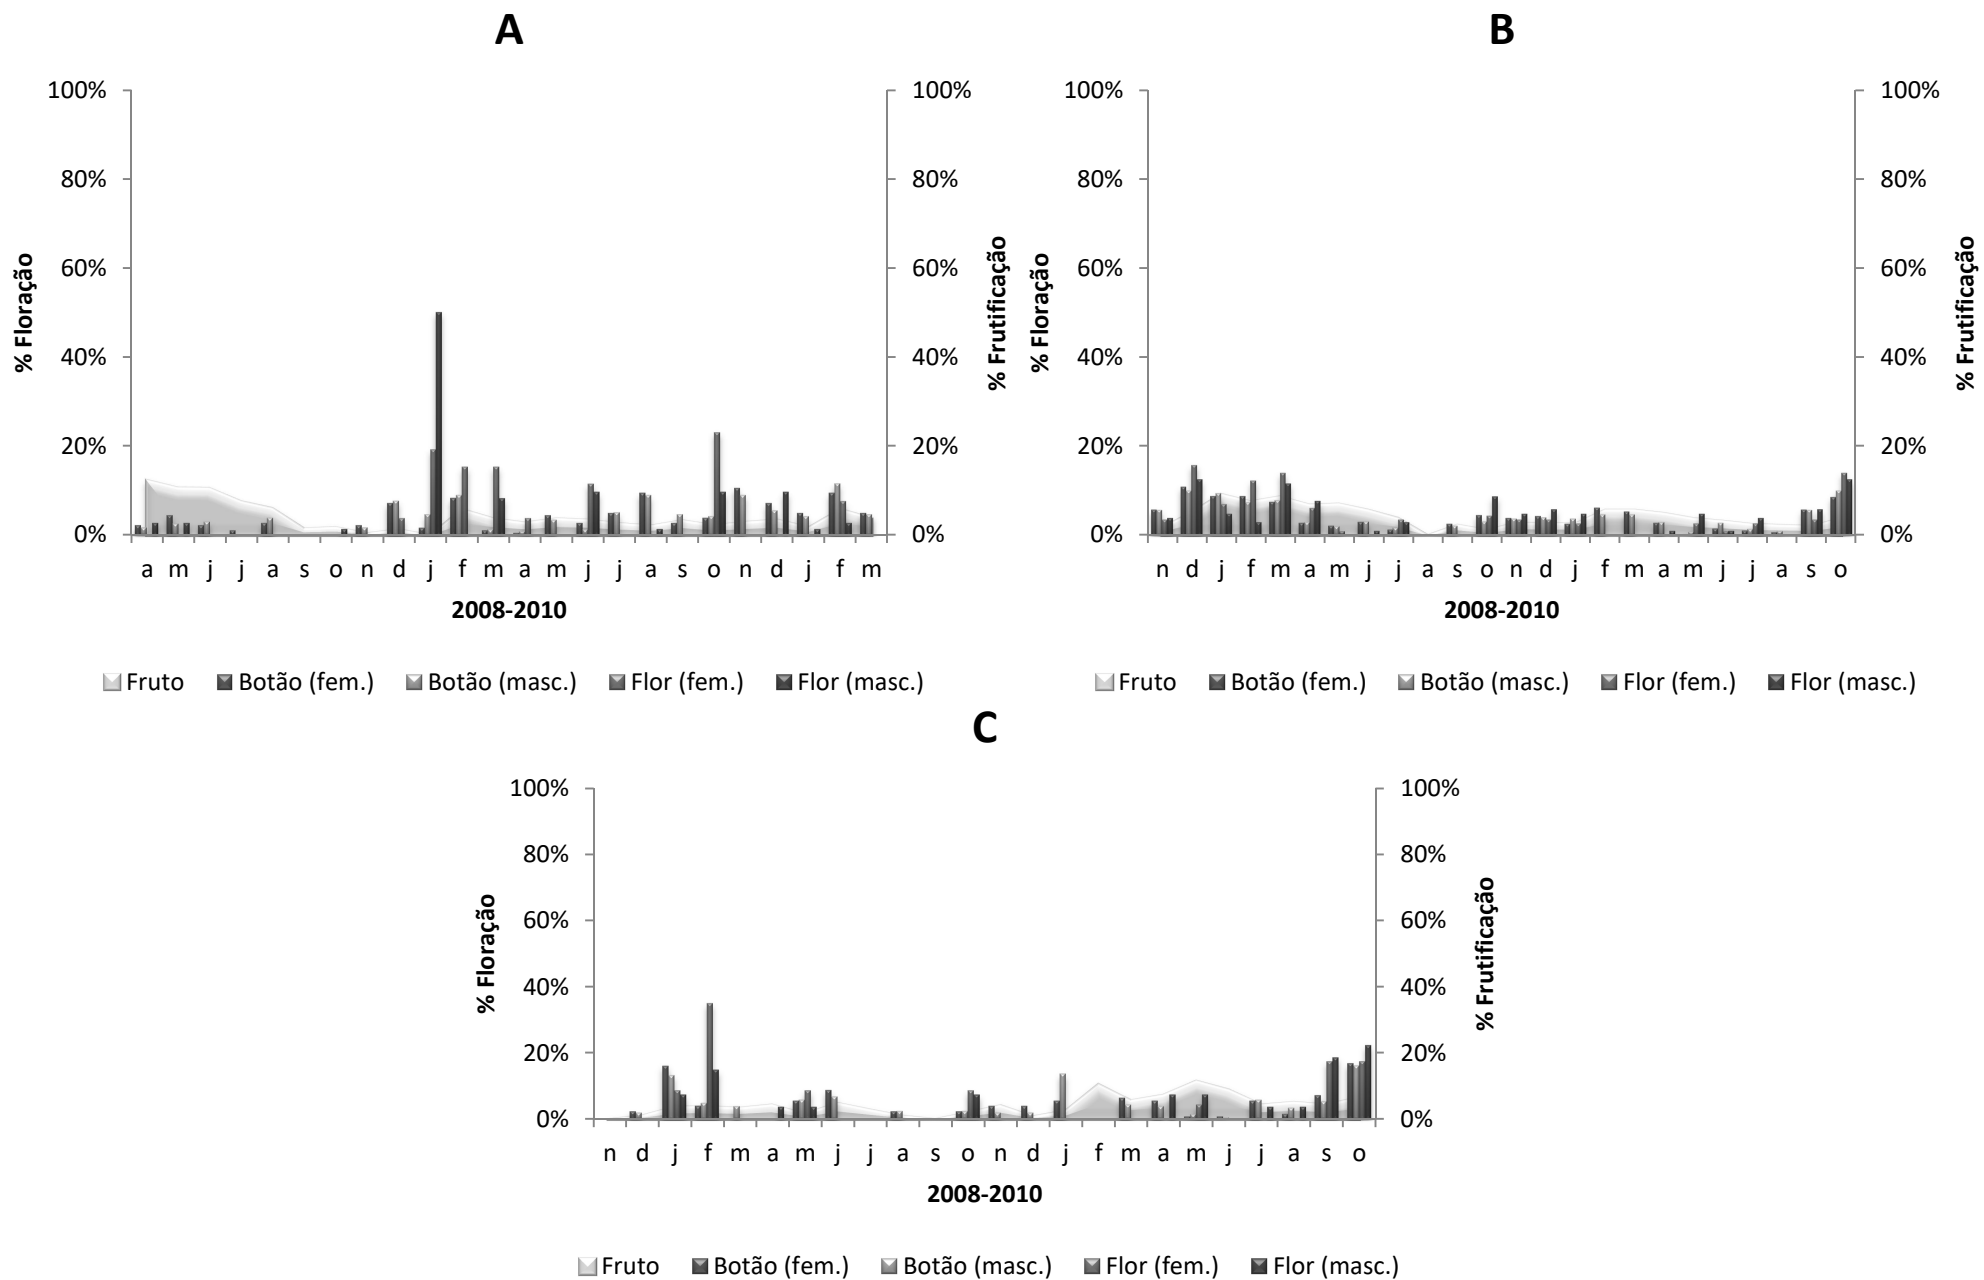 A
100% 100%
80% 80%
60% 60%
40% 40%
20% 20%
0% 0%
% Floração
% Frutificação
a m j j a s o n d j f m a m j j a s o n d j f m
2008-2010
Fruto Botão (fem.) Botão (masc.) Flor (fem.) Flor (masc.)
B
100% 100%
80% 80%
60% 60%
40% 40%
20% 20%
0% 0%
% Floração
% Frutificação
n d j f m a m j j a s o n d j f m a m j j a s o
2008-2010
Fruto Botão (fem.) Botão (masc.) Flor (fem.) Flor (masc.)
C
100% 100%
80% 80%
60% 60%
40% 40%
20% 20%
0% 0%
% Floração
% Frutificação
n d j f m a m j j a s o n d j f m a m j j a s o
2008-2010
Fruto Botão (fem.) Botão (masc.) Flor (fem.) Flor (masc.)